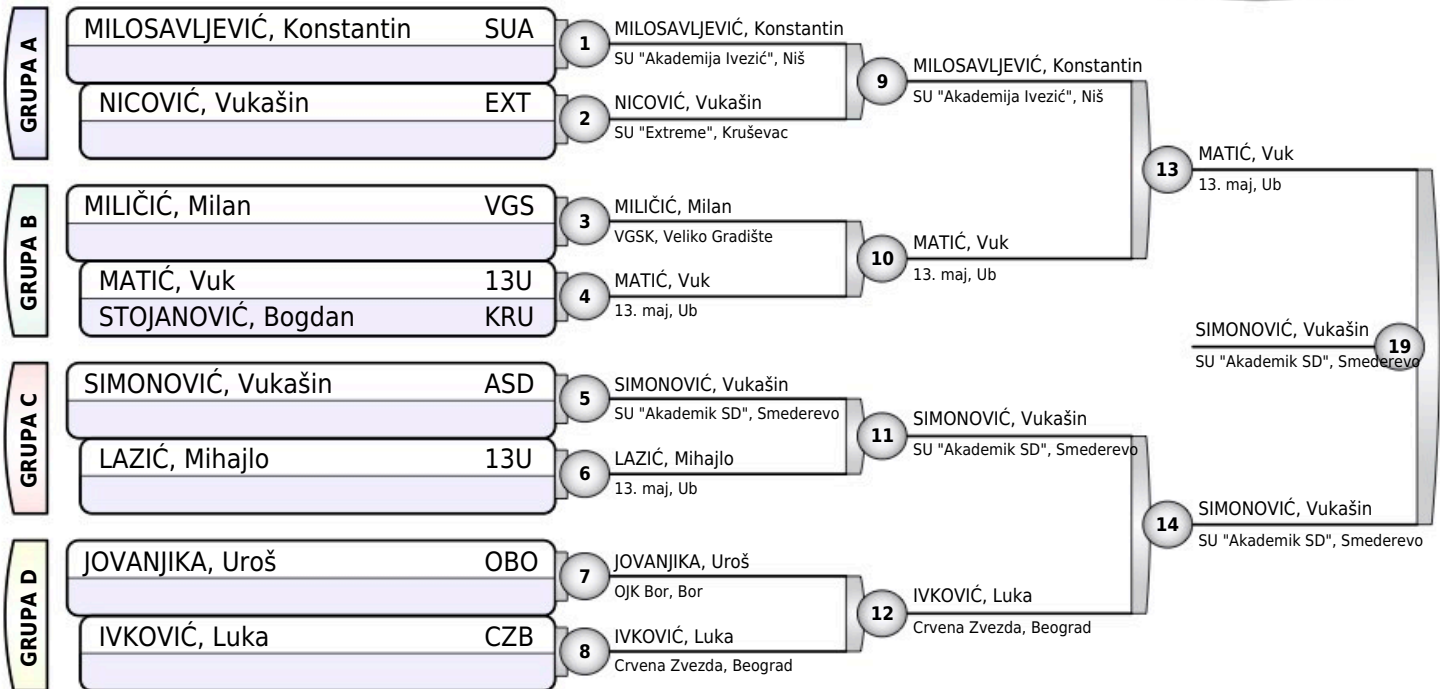 GRUPA A
MILOSAVLJEVIĆ, Konstantin SUA
NICOVIĆ, Vukašin EXT
GRUPA B
MILIČIĆ, Milan VGS
MATIĆ, Vuk 13U
STOJANOVIĆ, Bogdan KRU
GRUPA C
SIMONOVIĆ, Vukašin ASD
LAZIĆ, Mihajlo 13U
GRUPA D
JOVANJIKA, Uroš OBO
IVKOVIĆ, Luka CZB
1
MILOSAVLJEVIĆ, Konstantin
SU "Akademija Ivezić", Niš
2
NICOVIĆ, Vukašin
SU "Extreme", Kruševac
3
MILIČIĆ, Milan
VGSK, Veliko Gradište
4
MATIĆ, Vuk
13. maj, Ub
5
SIMONOVIĆ, Vukašin
SU "Akademik SD", Smederevo
6
LAZIĆ, Mihajlo
13. maj, Ub
7
JOVANJIKA, Uroš
OJK Bor, Bor
8
IVKOVIĆ, Luka
Crvena Zvezda, Beograd
9
MILOSAVLJEVIĆ, Konstantin
SU "Akademija Ivezić", Niš
10
MATIĆ, Vuk
13. maj, Ub
11
SIMONOVIĆ, Vukašin
SU "Akademik SD", Smederevo
12
IVKOVIĆ, Luka
Crvena Zvezda, Beograd
13
MATIĆ, Vuk
13. maj, Ub
14
SIMONOVIĆ, Vukašin
SU "Akademik SD", Smederevo
SIMONOVIĆ, Vukašin
19
SU "Akademik SD", Smederevo